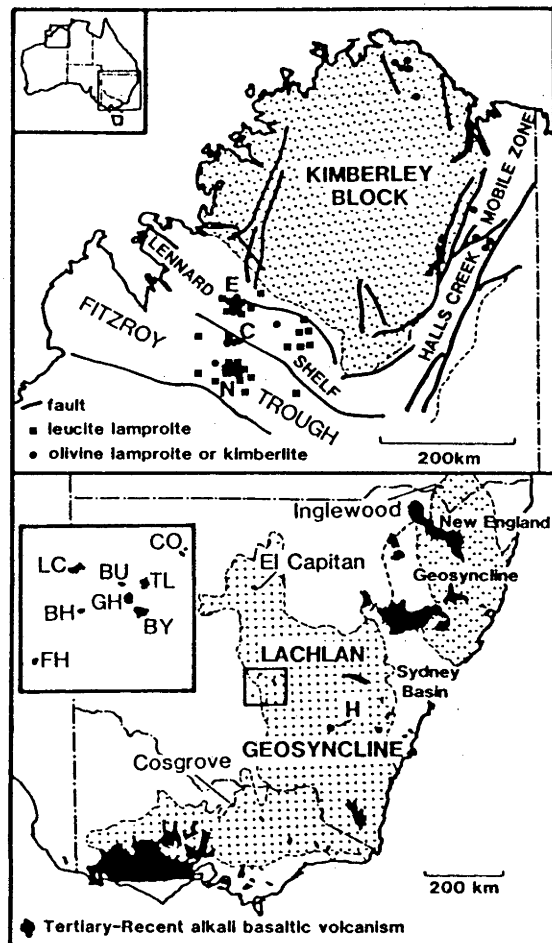 KIMBERLEY
BLOCK
HALLS CREEK MOBILE ZONE
LENNARD
SHELF
FITZROY
TROUGH
E
C
N
fault
leucite lamproite
olivine lamproite or kimberlite
200km
Inglewood
New England
Geosyncline
El Capitan
CO
LC
BU
TL
BH
GH
BY
FH
LACHLAN
GEOSYNCLINE
Sydney
Basin
H
Cosgrove
200 km
Tertiary-Recent alkali basaltic volcanism